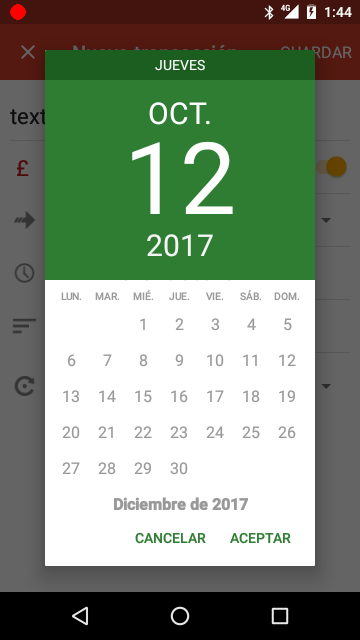 4G 1:44
Nueva transacción GUARDAR
JUEVES
text
OCT.
12
2017
£
LUN. MAR. MIÉ. JUE. VIE. SÁB. DOM.
1 2 3 4 5
6 7 8 9 10 11 12
13 14 15 16 17 18 19
20 21 22 23 24 25 26
27 28 29 30
Diciembre de 2017
CANCELAR ACEPTAR